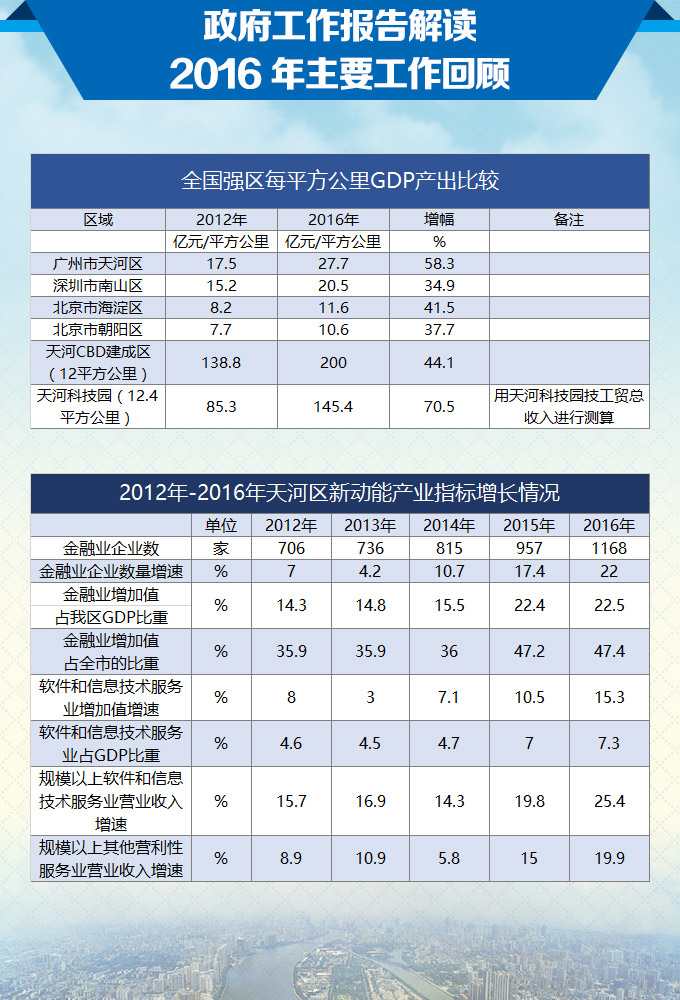 政府工作报告解读
2016年主要工作回顾
全国强区每平方公里GDP产出比较
区域 2012年 2016年 增幅 备注
亿元/平方公里 亿元/平方公里 %
广州市天河区 17.5 27.7 58.3
深圳市南山区 15.2 20.5 34.9
北京市海淀区 8.2 11.6 41.5
北京市朝阳区 7.7 10.6 37.7
天河CBD建成区
（12平方公里） 138.8 200 44.1
天河科技园（12.4
平方公里） 85.3 145.4 70.5 用天河科技园技工贸总
收入进行测算
2012年-2016年天河区新动能产业指标增长情况
单位 2012年 2013年 2014年 2015年 2016年
金融业企业数 家 706 736 815 957 1168
金融业企业数量增速 % 7 4.2 10.7 17.4 22
金融业增加值
占我区GDP比重 % 14.3 14.8 15.5 22.4 22.5
金融业增加值
占全市的比重 % 35.9 35.9 36 47.2 47.4
软件和信息技术服务
业增加值增速 % 8 3 7.1 10.5 15.3
软件和信息技术服务
业占GDP比重 % 4.6 4.5 4.7 7 7.3
规模以上软件和信息
技术服务业营业收入 % 15.7 16.9 14.3 19.8 25.4
增速
规模以上其他营利性
服务业营业收入增速 % 8.9 10.9 5.8 15 19.9